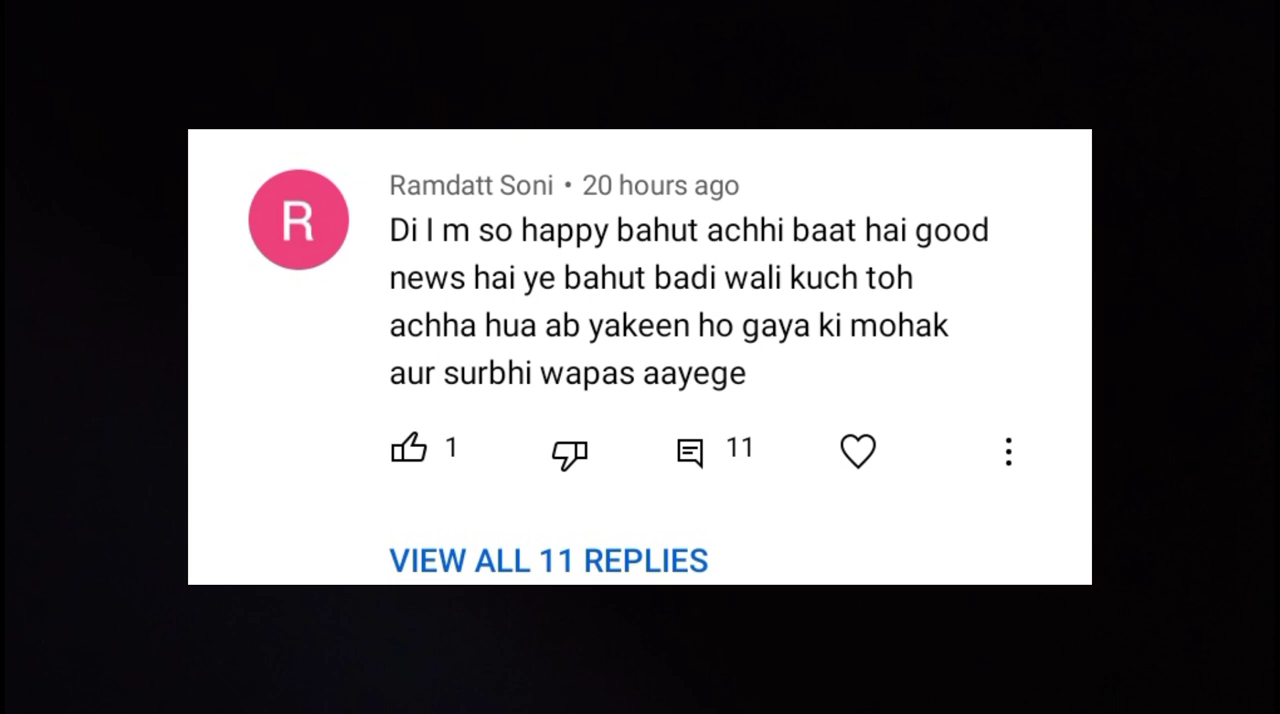 R
Ramdatt Soni • 20 hours ago
Di I m so happy bahut achhi baat hai good
news hai ye bahut badi wali kuch toh
achha hua ab yakeen ho gaya ki mohak
aur surbhi wapas aayege
1 11
VIEW ALL 11 REPLIES